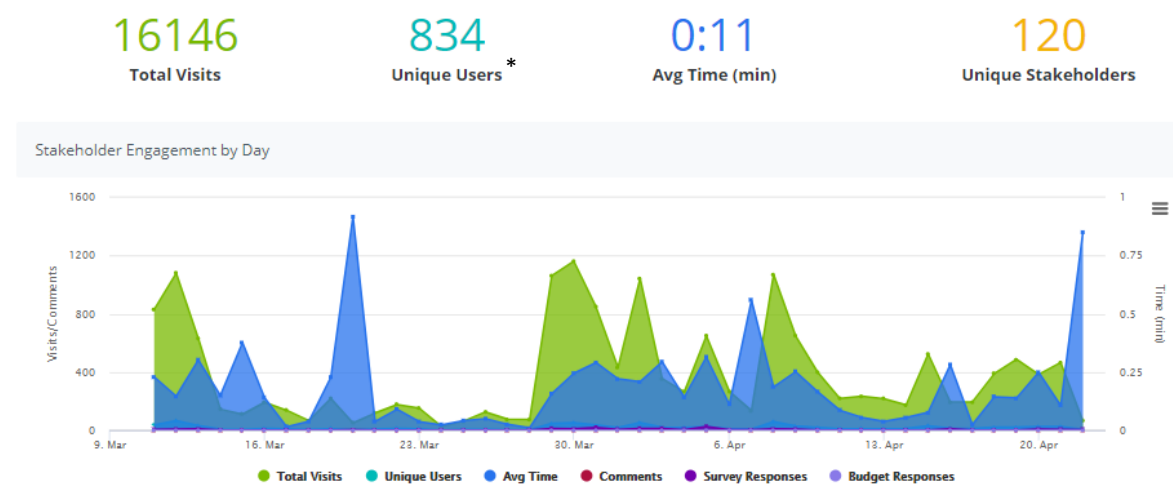 16146 834 0:11 120
Total Visits Unique Users * Avg Time (min) Unique Stakeholders
Stakeholder Engagement by Day
1600 1
1200 0.75
800 0.5
400 0.25
0 0
Visits/Comments
Time (min)
9. Mar 16. Mar 23. Mar 30. Mar 6. Apr 13. Apr 20. Apr
Total Visits Unique Users Avg Time Comments Survey Responses Budget Responses